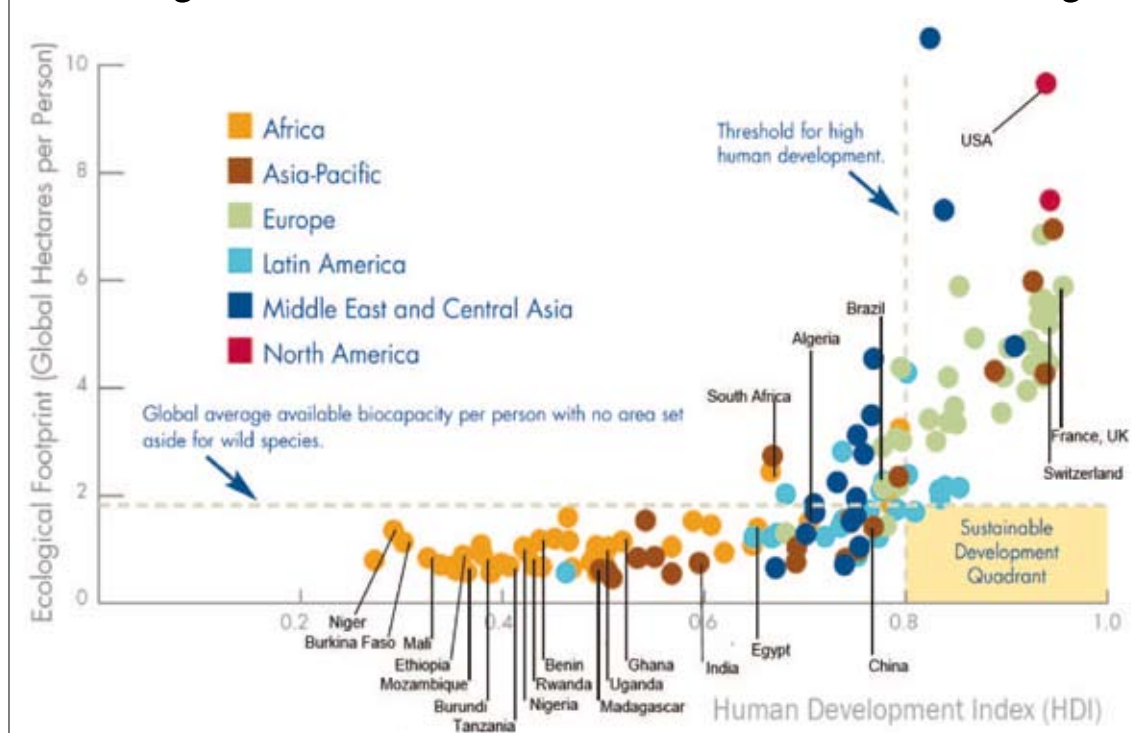 Ecological Footprint (Global Hectares per Person)
10
8
6
4
2
0
Africa
Asia-Pacific
Europe
Latin America
Middle East and Central Asia
North America
Threshold for high
human development.
USA
Brazil
Algeria
South Africa
Global average available biocapacity per person with no area set
aside for wild species.
France, UK
Switzerland
Sustainable
Development
Quadrant
0.2
0.4
0.6
0.8
1.0
Niger
Burkina Faso
Mali
Ethiopia
Mozambique
Burundi
Tanzania
Benin
Rwanda
Nigeria
Ghana
Uganda
Madagascar
India
Egypt
China
Human Development Index (HDI)